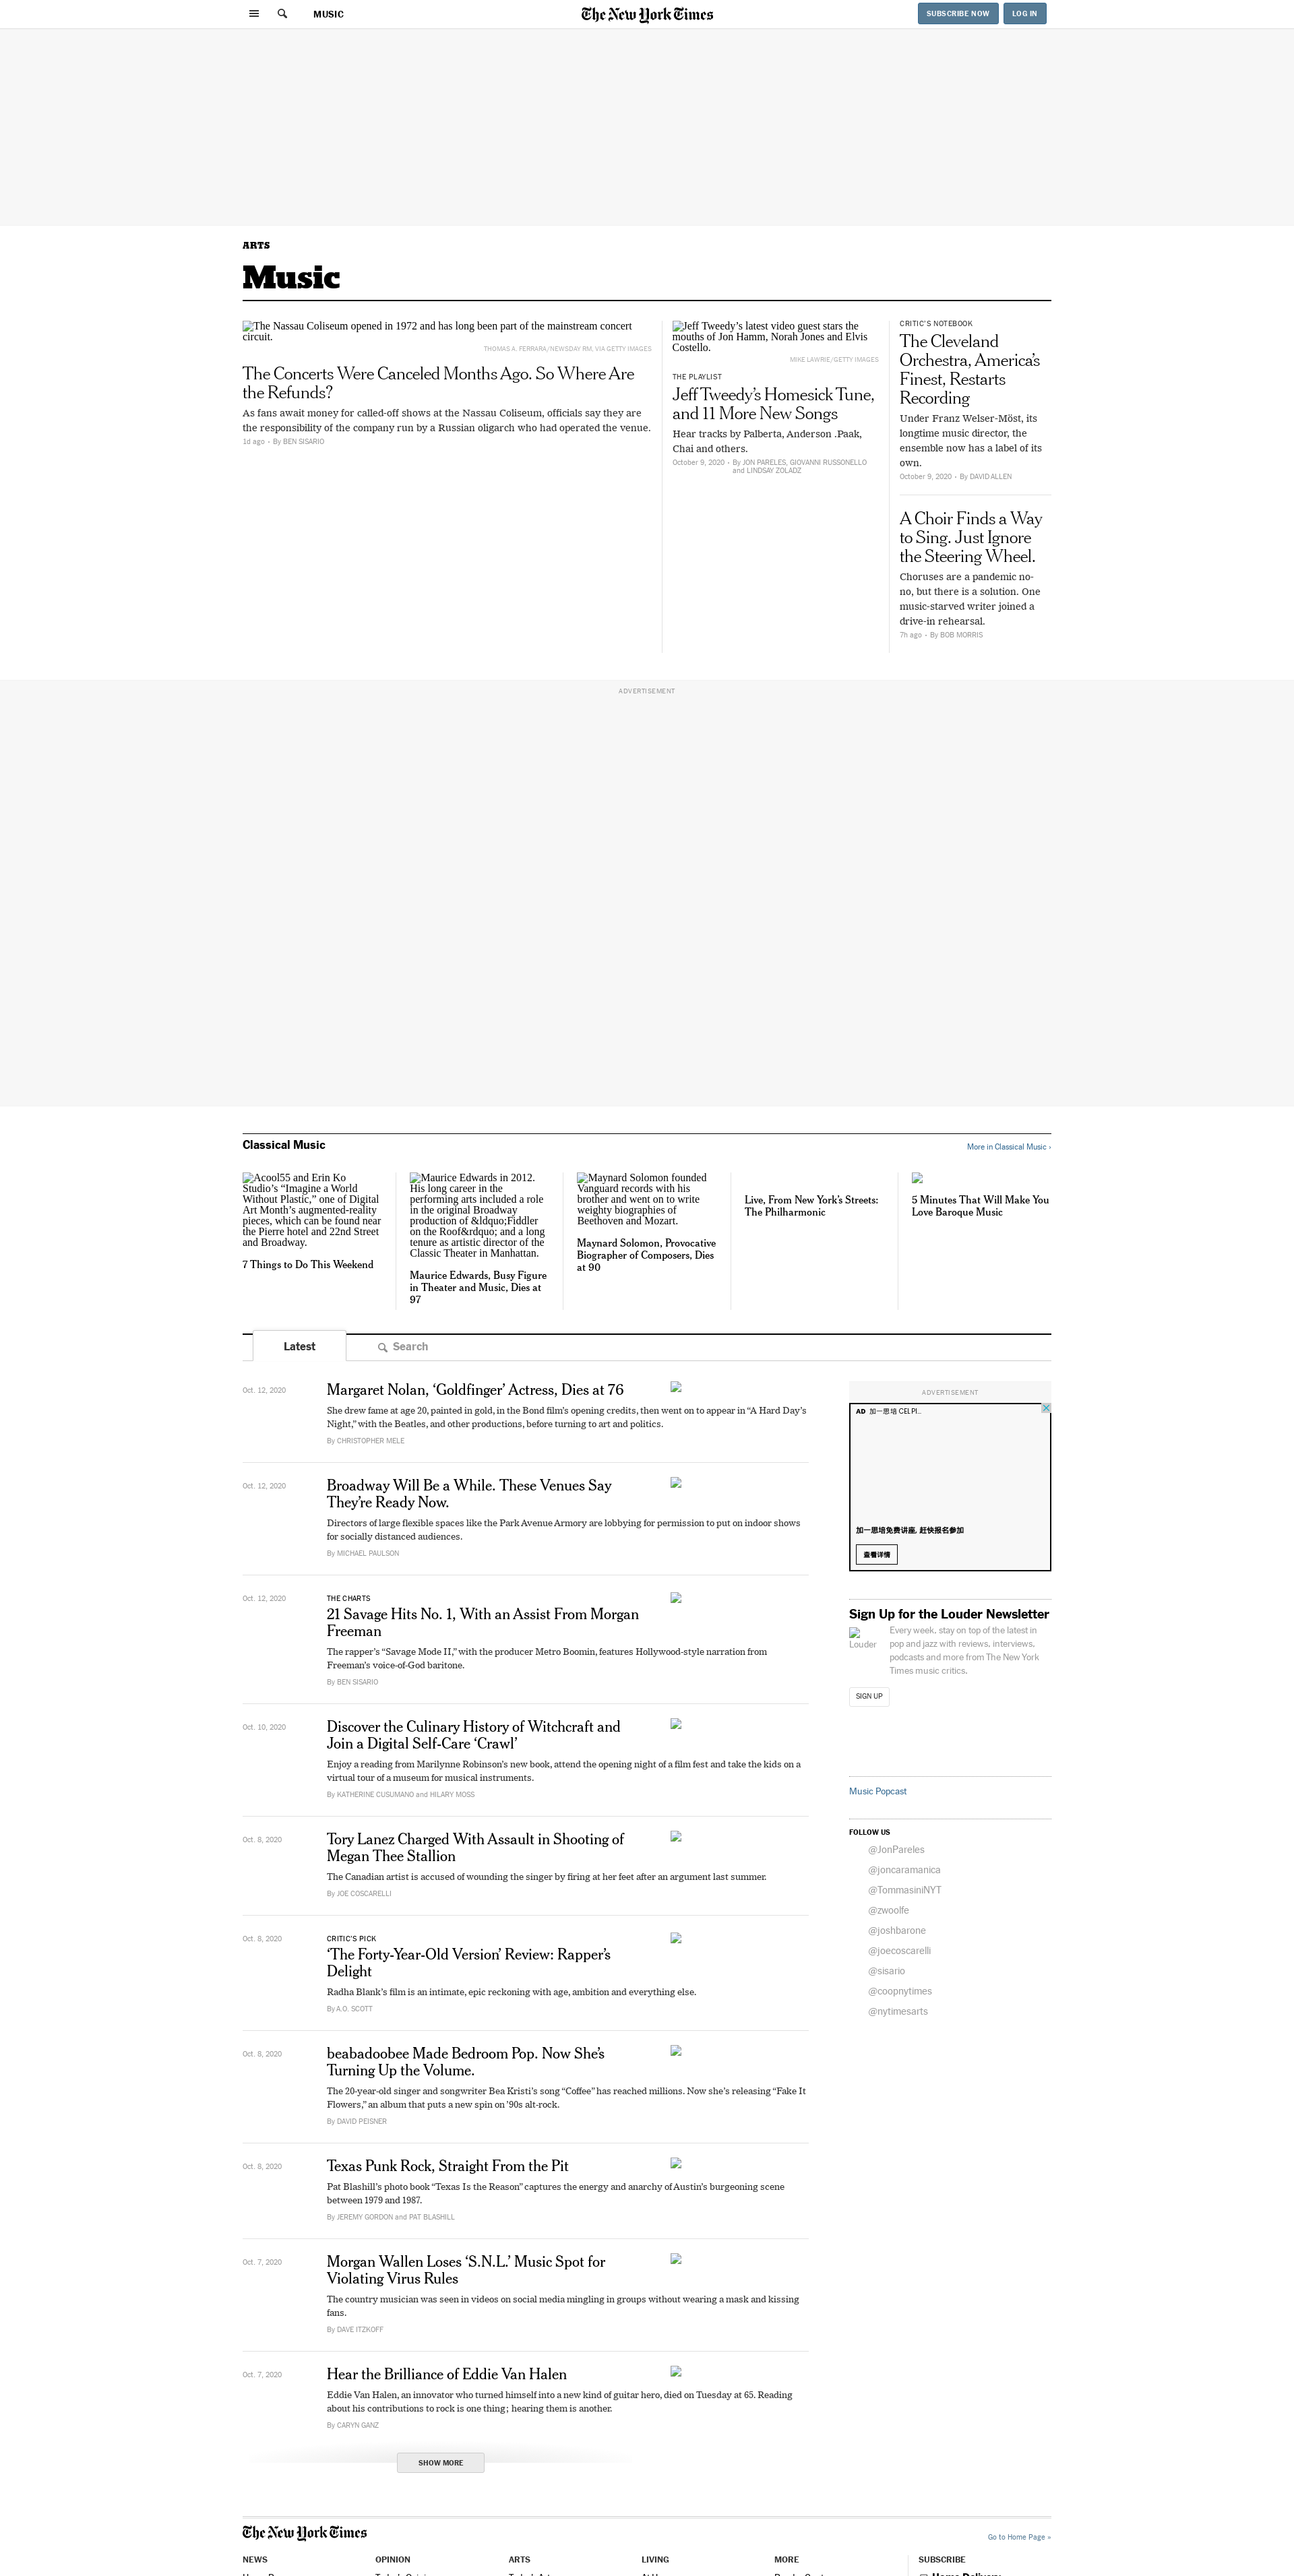 MUSIC
The New York Times
SUBSCRIBE NOW
LOG IN
ARTS
Music
The Nassau Coliseum opened in 1972 and has long been part of the mainstream concert
circuit.
THOMAS A. FERRARA/NEWSDAY RM, VIA GETTY IMAGES
The Concerts Were Canceled Months Ago. So Where Are
the Refunds?
As fans await money for called-off shows at the Nassau Coliseum, officials say they are
the responsibility of the company run by a Russian oligarch who had operated the venue.
1d ago • By BEN SISARIO
Jeff Tweedy’s latest video guest stars the
mouths of Jon Hamm, Norah Jones and Elvis
Costello.
MIKE LAWRIE/GETTY IMAGES
THE PLAYLIST
Jeff Tweedy’s Homesick Tune,
and 11 More New Songs
Hear tracks by Palberta, Anderson .Paak,
Chai and others.
October 9, 2020 • By JON PARELES, GIOVANNI RUSSONELLO
and LINDSAY ZOLADZ
CRITIC’S NOTEBOOK
The Cleveland
Orchestra, America’s
Finest, Restarts
Recording
Under Franz Welser-Möst, its
longtime music director, the
ensemble now has a label of its
own.
October 9, 2020 • By DAVID ALLEN
A Choir Finds a Way
to Sing. Just Ignore
the Steering Wheel.
Choruses are a pandemic no-
no, but there is a solution. One
music-starved writer joined a
drive-in rehearsal.
7h ago • By BOB MORRIS
ADVERTISEMENT
Classical Music
More in Classical Music ›
Acool55 and Erin Ko
Studio’s “Imagine a World
Without Plastic,” one of Digital
Art Month’s augmented-reality
pieces, which can be found near
the Pierre hotel and 22nd Street
and Broadway.
7 Things to Do This Weekend
Maurice Edwards in 2012.
His long career in the
performing arts included a role
in the original Broadway
production of &ldquo;Fiddler
on the Roof&rdquo; and a long
tenure as artistic director of the
Classic Theater in Manhattan.
Maurice Edwards, Busy Figure
in Theater and Music, Dies at
97
Maynard Solomon founded
Vanguard records with his
brother and went on to write
weighty biographies of
Beethoven and Mozart.
Maynard Solomon, Provocative
Biographer of Composers, Dies
at 90
Live, From New York’s Streets:
The Philharmonic
5 Minutes That Will Make You
Love Baroque Music
Latest
Search
Oct. 12, 2020
Margaret Nolan, ‘Goldfinger’ Actress, Dies at 76
She drew fame at age 20, painted in gold, in the Bond film’s opening credits, then went on to appear in “A Hard Day’s
Night,” with the Beatles, and other productions, before turning to art and politics.
By CHRISTOPHER MELE
Oct. 12, 2020
Broadway Will Be a While. These Venues Say
They’re Ready Now.
Directors of large flexible spaces like the Park Avenue Armory are lobbying for permission to put on indoor shows
for socially distanced audiences.
By MICHAEL PAULSON
Oct. 12, 2020
THE CHARTS
21 Savage Hits No. 1, With an Assist From Morgan
Freeman
The rapper’s “Savage Mode II,” with the producer Metro Boomin, features Hollywood-style narration from
Freeman’s voice-of-God baritone.
By BEN SISARIO
Oct. 10, 2020
Discover the Culinary History of Witchcraft and
Join a Digital Self-Care ‘Crawl’
Enjoy a reading from Marilynne Robinson’s new book, attend the opening night of a film fest and take the kids on a
virtual tour of a museum for musical instruments.
By KATHERINE CUSUMANO and HILARY MOSS
Oct. 8, 2020
Tory Lanez Charged With Assault in Shooting of
Megan Thee Stallion
The Canadian artist is accused of wounding the singer by firing at her feet after an argument last summer.
By JOE COSCARELLI
Oct. 8, 2020
CRITIC’S PICK
‘The Forty-Year-Old Version’ Review: Rapper’s
Delight
Radha Blank’s film is an intimate, epic reckoning with age, ambition and everything else.
By A.O. SCOTT
Oct. 8, 2020
beabadoobee Made Bedroom Pop. Now She’s
Turning Up the Volume.
The 20-year-old singer and songwriter Bea Kristi’s song “Coffee” has reached millions. Now she’s releasing “Fake It
Flowers,” an album that puts a new spin on ’90s alt-rock.
By DAVID PEISNER
Oct. 8, 2020
Texas Punk Rock, Straight From the Pit
Pat Blashill’s photo book “Texas Is the Reason” captures the energy and anarchy of Austin’s burgeoning scene
between 1979 and 1987.
By JEREMY GORDON and PAT BLASHILL
Oct. 7, 2020
Morgan Wallen Loses ‘S.N.L.’ Music Spot for
Violating Virus Rules
The country musician was seen in videos on social media mingling in groups without wearing a mask and kissing
fans.
By DAVE ITZKOFF
Oct. 7, 2020
Hear the Brilliance of Eddie Van Halen
Eddie Van Halen, an innovator who turned himself into a new kind of guitar hero, died on Tuesday at 65. Reading
about his contributions to rock is one thing; hearing them is another.
By CARYN GANZ
SHOW MORE
ADVERTISEMENT
AD 加一思培 CELPI...
加一思培免费讲座, 赶快报名参加
查看详情
Sign Up for the Louder Newsletter
Louder
Every week, stay on top of the latest in
pop and jazz with reviews, interviews,
podcasts and more from The New York
Times music critics.
SIGN UP
Music Popcast
FOLLOW US
@JonPareles
@joncaramanica
@TommasiniNYT
@zwoolfe
@joshbarone
@joecoscarelli
@sisario
@coopnytimes
@nytimesarts
The New York Times
Go to Home Page »
NEWS
OPINION
ARTS
LIVING
MORE
SUBSCRIBE